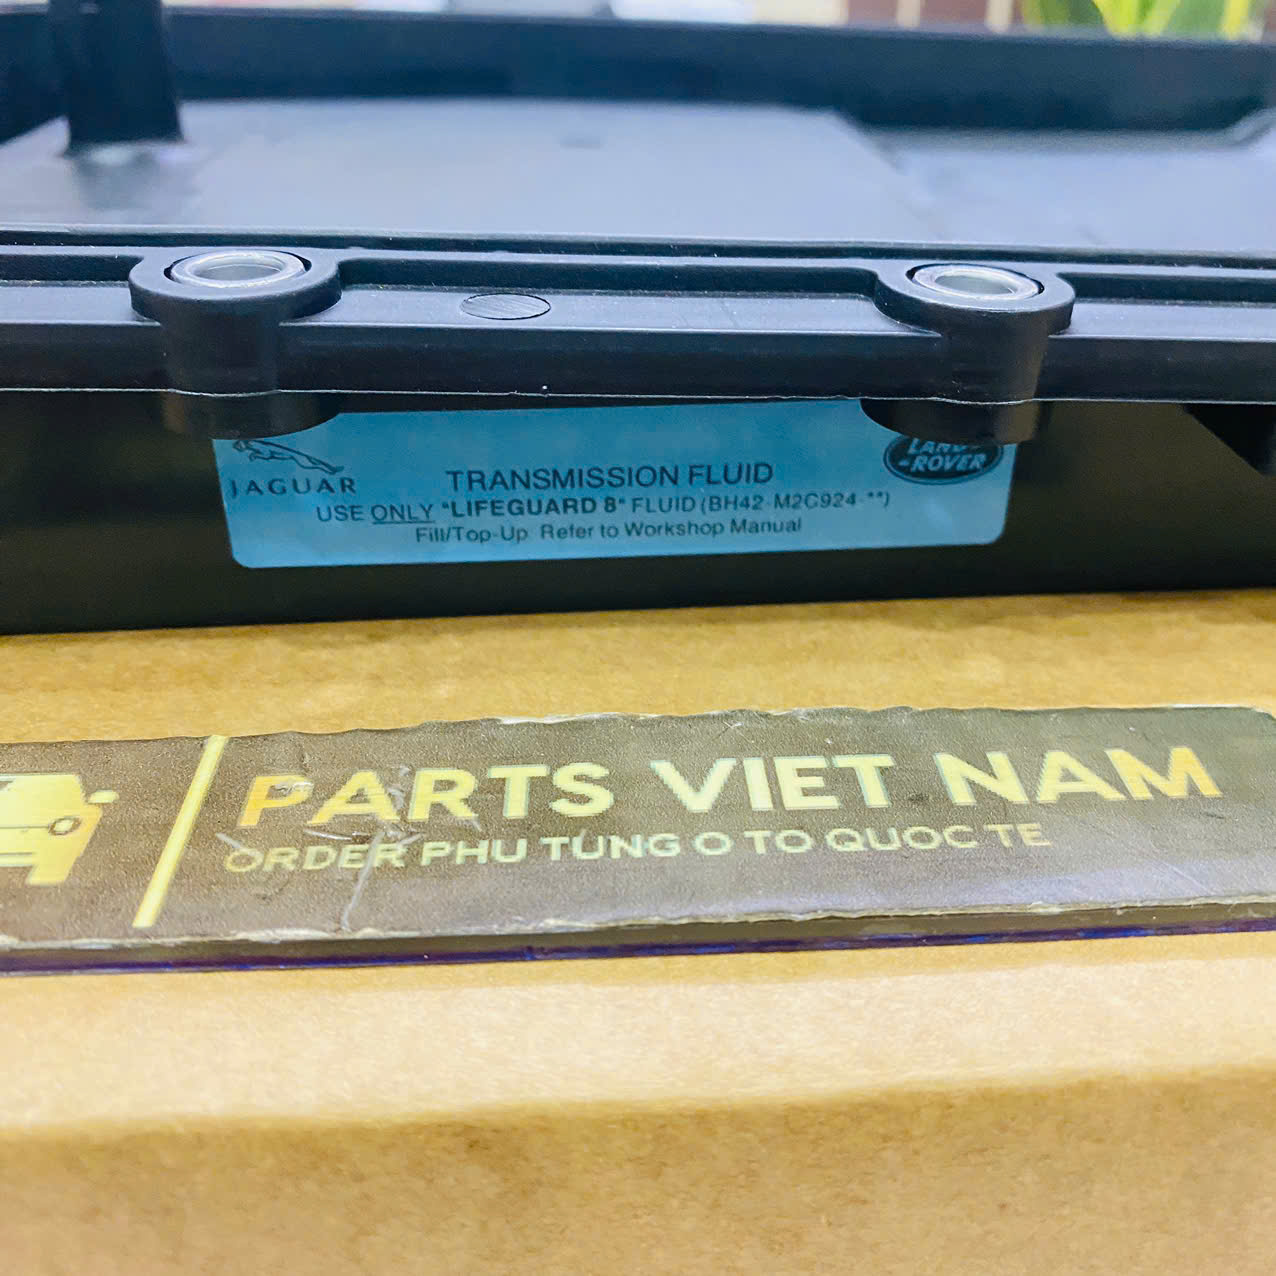 JAGUAR
LAND-
-ROVER
TRANSMISSION FLUID
USE ONLY "LIFEGUARD 8" FLUID (BH42-M2C924-**)
Fill/Top-Up Refer to Workshop Manual
PARTS VIET NAM
ORDER PHU TUNG O TO QUOC TE